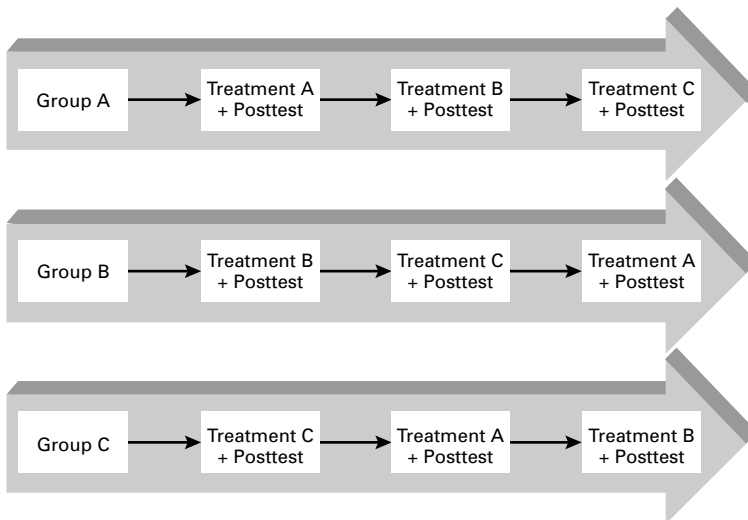 Group A
Treatment A
+ Posttest
Treatment B
+ Posttest
Treatment C
+ Posttest
Group B
Treatment B
+ Posttest
Treatment C
+ Posttest
Treatment A
+ Posttest
Group C
Treatment C
+ Posttest
Treatment A
+ Posttest
Treatment B
+ Posttest